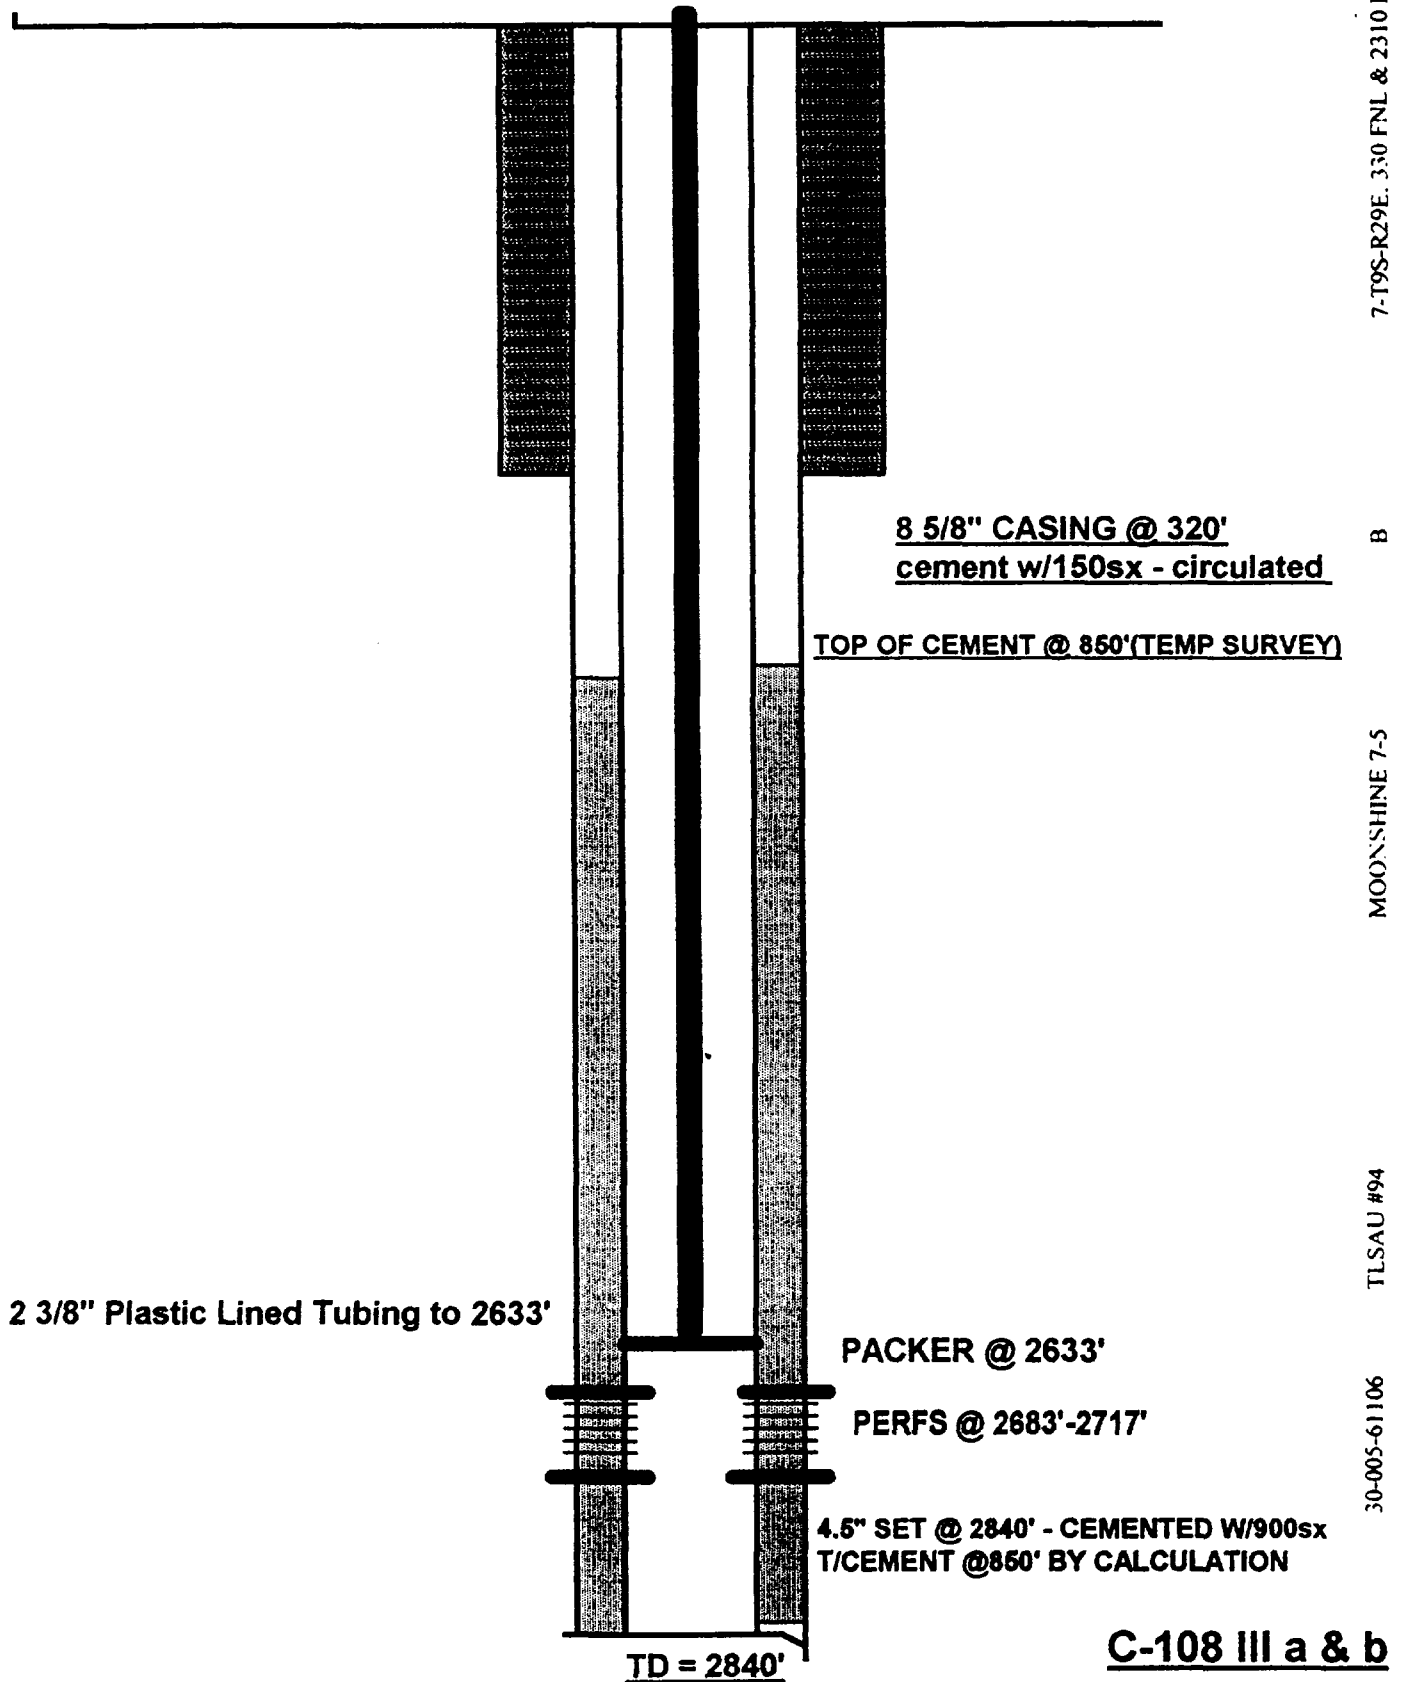 8 5/8" CASING @ 320'
cement w/150sx - circulated
TOP OF CEMENT @ 850'(TEMP SURVEY)
2 3/8" Plastic Lined Tubing to 2633'
PACKER @ 2633'
PERFS @ 2683'-2717'
4.5" SET @ 2840' - CEMENTED W/900sx
T/CEMENT @850' BY CALCULATION
TD = 2840'
C-108 III a & b
30-005-61106 TLSAU #94 MOONSHINE 7-5 B 7-T9S-R29E. 330 FNL &